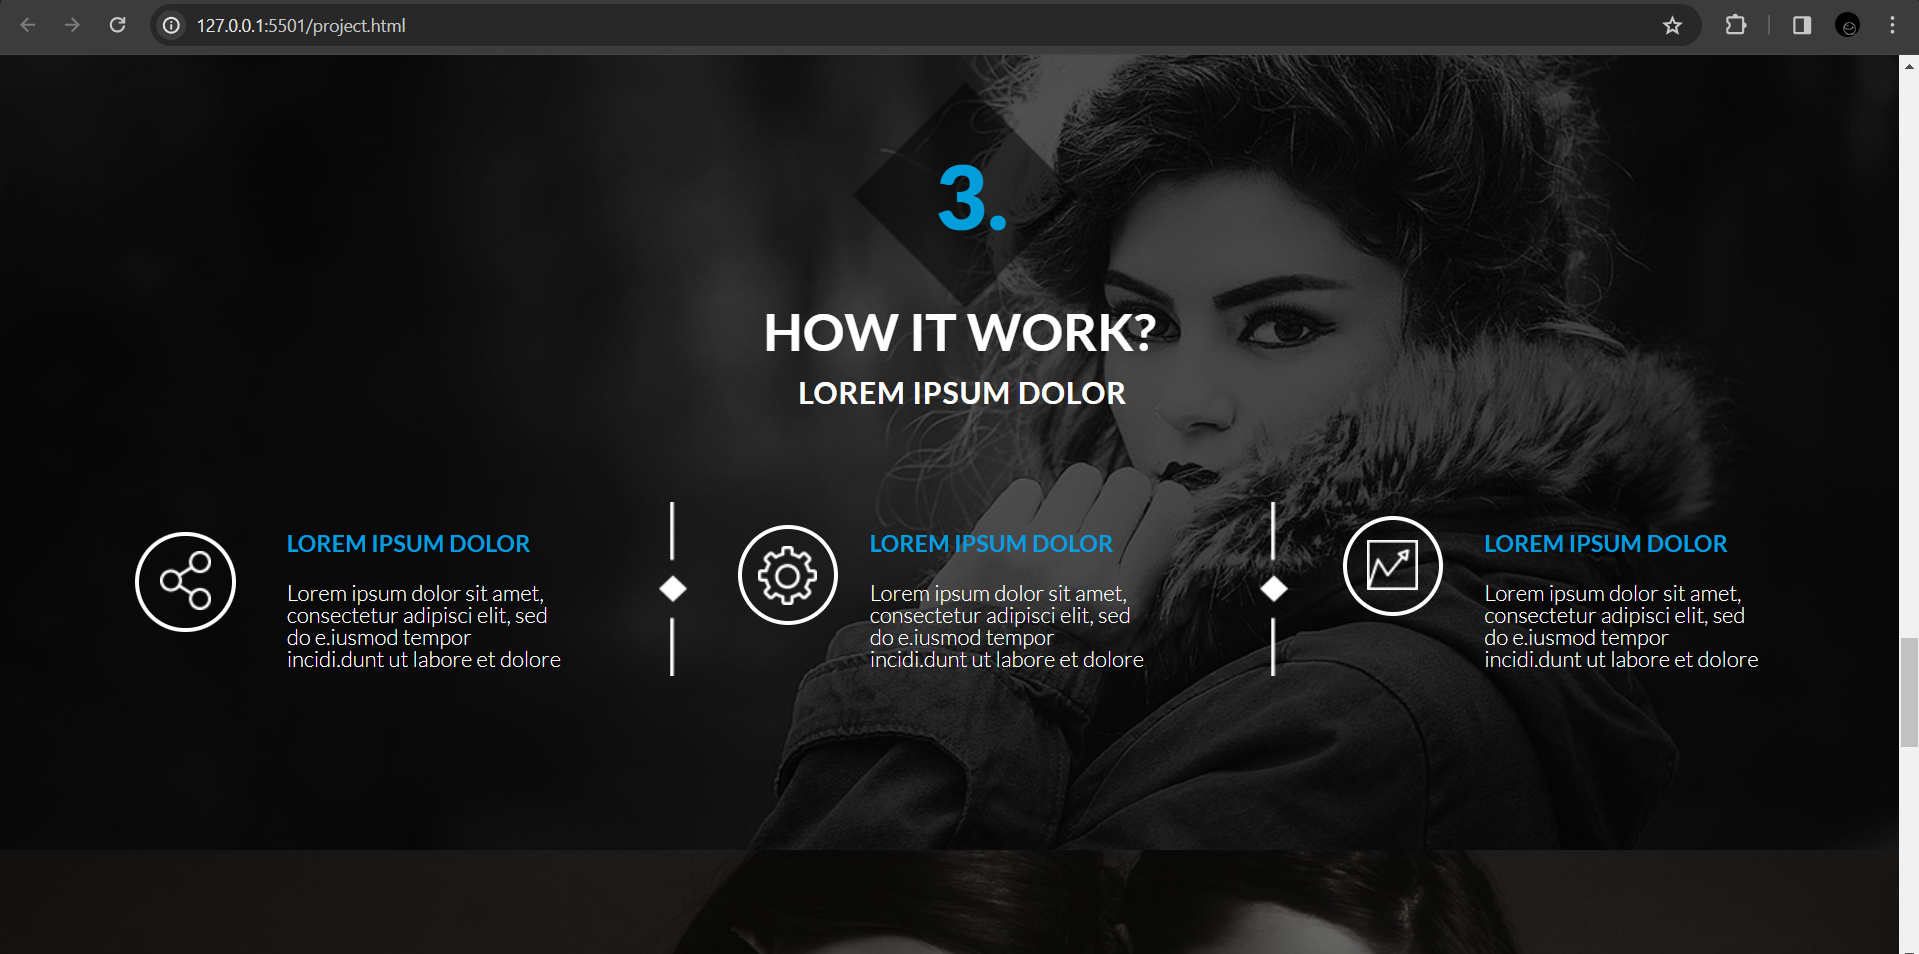 127.0.0.1:5501/project.html
3.
HOW IT WORK?
LOREM IPSUM DOLOR
LOREM IPSUM DOLOR
Lorem ipsum dolor sit amet,
consectetur adipisci elit, sed
do e.iusmod tempor
incidi.dunt ut labore et dolore
LOREM IPSUM DOLOR
Lorem ipsum dolor sit amet,
consectetur adipisci elit, sed
do e.iusmod tempor
incidi.dunt ut labore et dolore
LOREM IPSUM DOLOR
Lorem ipsum dolor sit amet,
consectetur adipisci elit, sed
do e.iusmod tempor
incidi.dunt ut labore et dolore